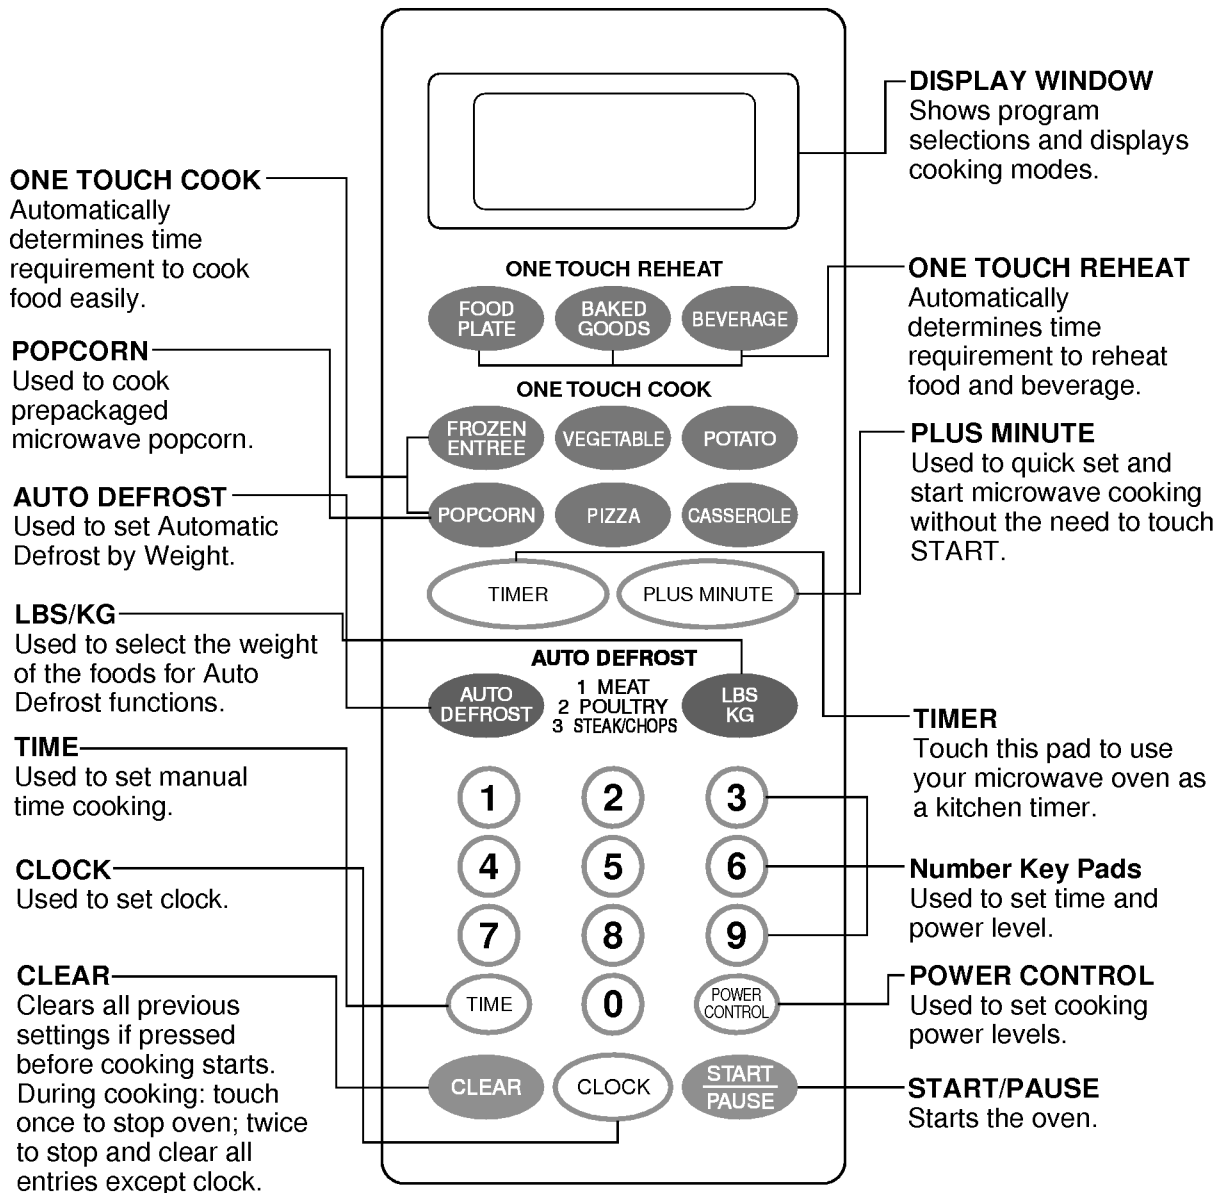 ONE TOUCH COOK
Automatically
determines time
requirement to cook
food easily.
POPCORN
Used to cook
prepackaged
microwave popcorn.
AUTO DEFROST
Used to set Automatic
Defrost by Weight.
LBS/KG
Used to select the weight
of the foods for Auto
Defrost functions.
TIME
Used to set manual
time cooking.
CLOCK
Used to set clock.
CLEAR
Clears all previous
settings if pressed
before cooking starts.
During cooking: touch
once to stop oven; twice
to stop and clear all
entries except clock.
ONE TOUCH REHEAT
FOOD
PLATE
BAKED
GOODS
BEVERAGE
ONE TOUCH COOK
FROZEN
ENTREE
VEGETABLE
POTATO
POPCORN
PIZZA
CASSEROLE
TIMER
PLUS MINUTE
AUTO DEFROST
AUTO
DEFROST
1 MEAT
2 POULTRY
3 STEAK/CHOPS
LBS
KG
1
2
3
4
5
6
7
8
9
TIME
0
POWER
CONTROL
CLEAR
CLOCK
START
PAUSE
DISPLAY WINDOW
Shows program
selections and displays
cooking modes.
ONE TOUCH REHEAT
Automatically
determines time
requirement to reheat
food and beverage.
PLUS MINUTE
Used to quick set and
start microwave cooking
without the need to touch
START.
TIMER
Touch this pad to use
your microwave oven as
a kitchen timer.
Number Key Pads
Used to set time and
power level.
POWER CONTROL
Used to set cooking
power levels.
START/PAUSE
Starts the oven.